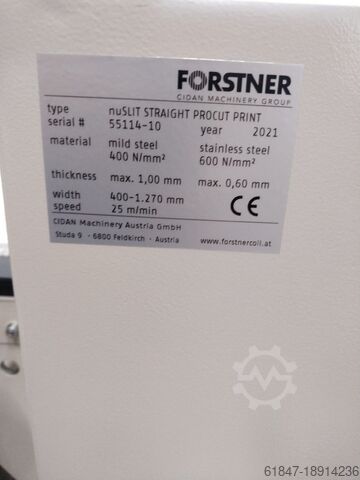 FORSTNER
CIDAN MACHINERY GROUP
type nuSLIT STRAIGHT PROCUT PRINT
serial # 55114-10 year 2021
material mild steel stainless steel
400 N/mm² 600 N/mm²
thickness max. 1,00 mm max. 0,60 mm
width 400-1.270 mm
speed 25 m/min
CE
CIDAN Machinery Austria GmbH
Studa 9 · 6800 Feldkirch · Austria www.forstnercoil.at
61847-18914236